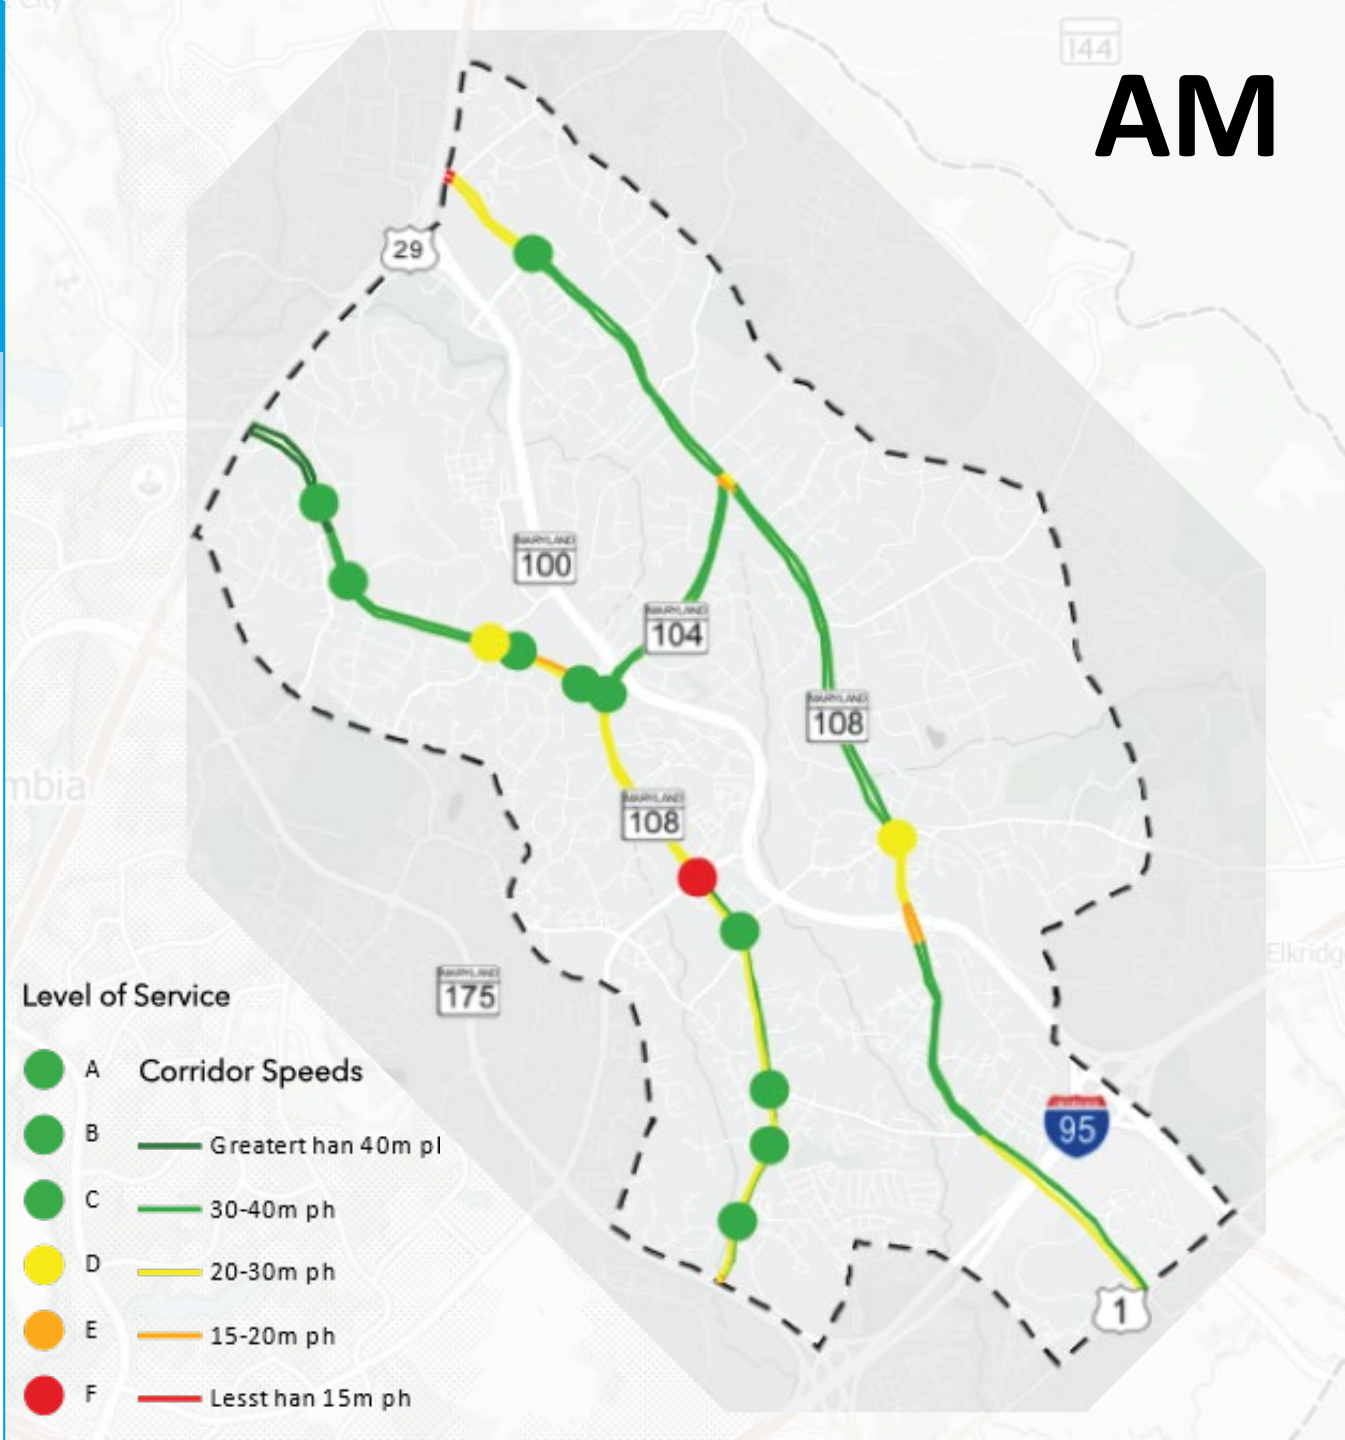 144
AM
29
MARYLAND
100
MARYLAND
104
MARYLAND
108
mbia
MARYLAND
108
Elkridg
MARYLAND
175
Level of Service
A
Corridor Speeds
B
Greatert han 40m pl
C
30-40m ph
D
20-30m ph
E
15-20m ph
F
Lesst han 15m ph
95
1